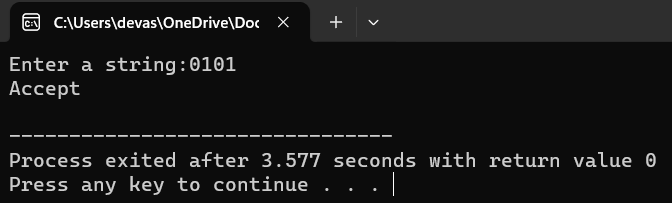 C:\Users\devas\OneDrive\Doc
Enter a string:0101
Accept
--------------------------------
Process exited after 3.577 seconds with return value 0
Press any key to continue . . .